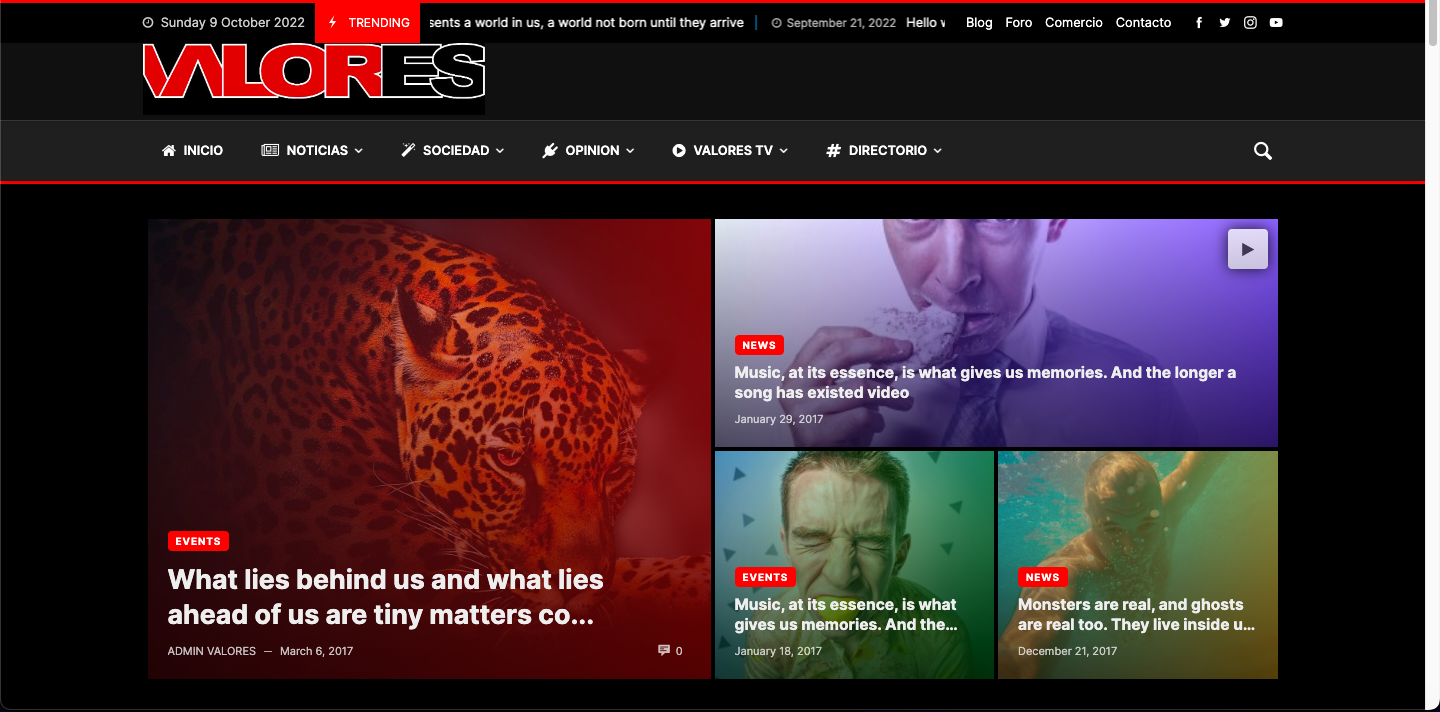 Sunday 9 October 2022
TRENDING
sents a world in us, a world not born until they arrive
September 21, 2022 Hello
Blog Foro Comercio Contacto
VALORES
INICIO NOTICIAS SOCIEDAD OPINION VALORES TV DIRECTORIO
EVENTS
What lies behind us and what lies
ahead of us are tiny matters co...
ADMIN VALORES — March 6, 2017 0
NEWS
Music, at its essence, is what gives us memories. And the longer a
song has existed video
January 29, 2017
EVENTS
Music, at its essence, is what
gives us memories. And the...
January 18, 2017
NEWS
Monsters are real, and ghosts
are real too. They live inside u...
December 21, 2017